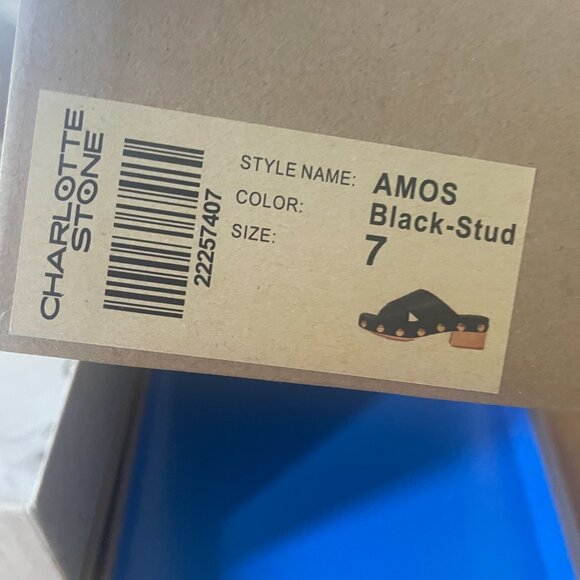 CHARLOTTE
STONE
22257407
STYLE NAME: AMOS
COLOR: Black-Stud
SIZE: 7